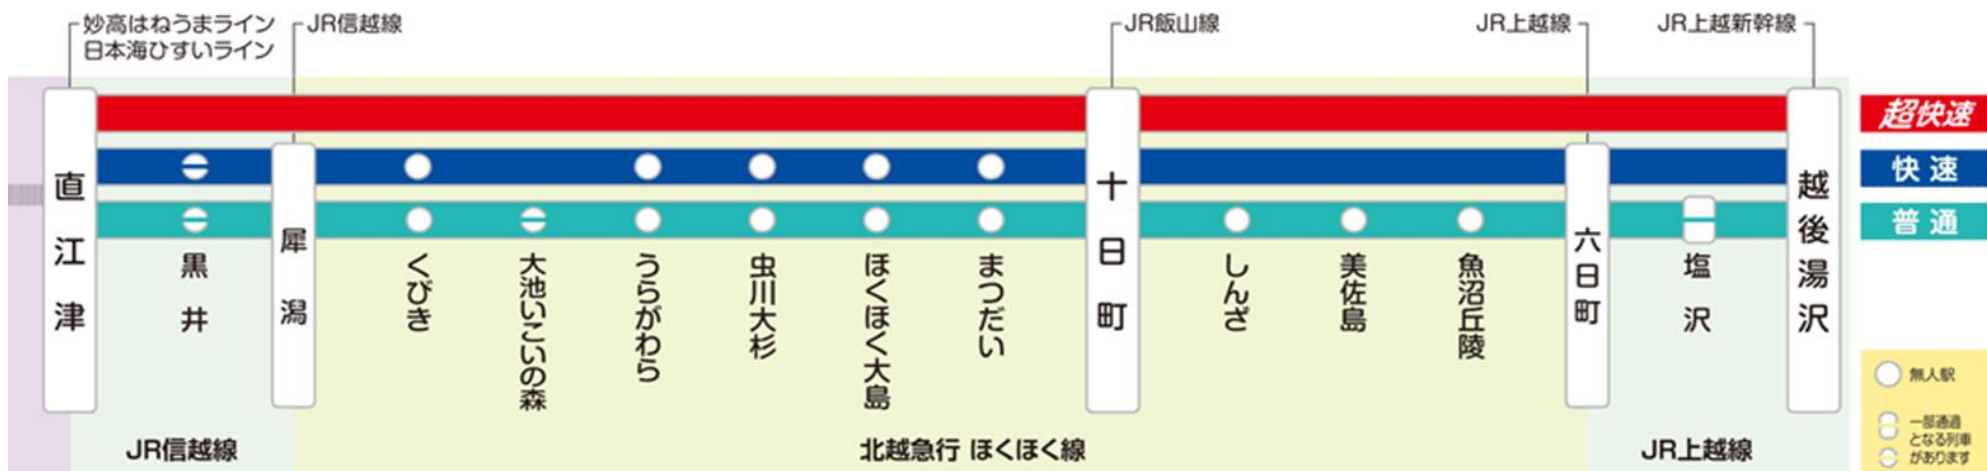 妙高はねうまライン
日本海ひすいライン
JR信越線
JR飯山線
JR上越線
JR上越新幹線
超快速
快速
普通
直江津
黒井
犀潟
くびき
大池いこいの森
うらがわら
虫川大杉
ほくほく大島
まつだい
十日町
しんざ
美佐島
魚沼丘陵
六日町
塩沢
越後湯沢
無人駅
一部通過
となる列車
があります
JR信越線
北越急行 ほくほく線
JR上越線